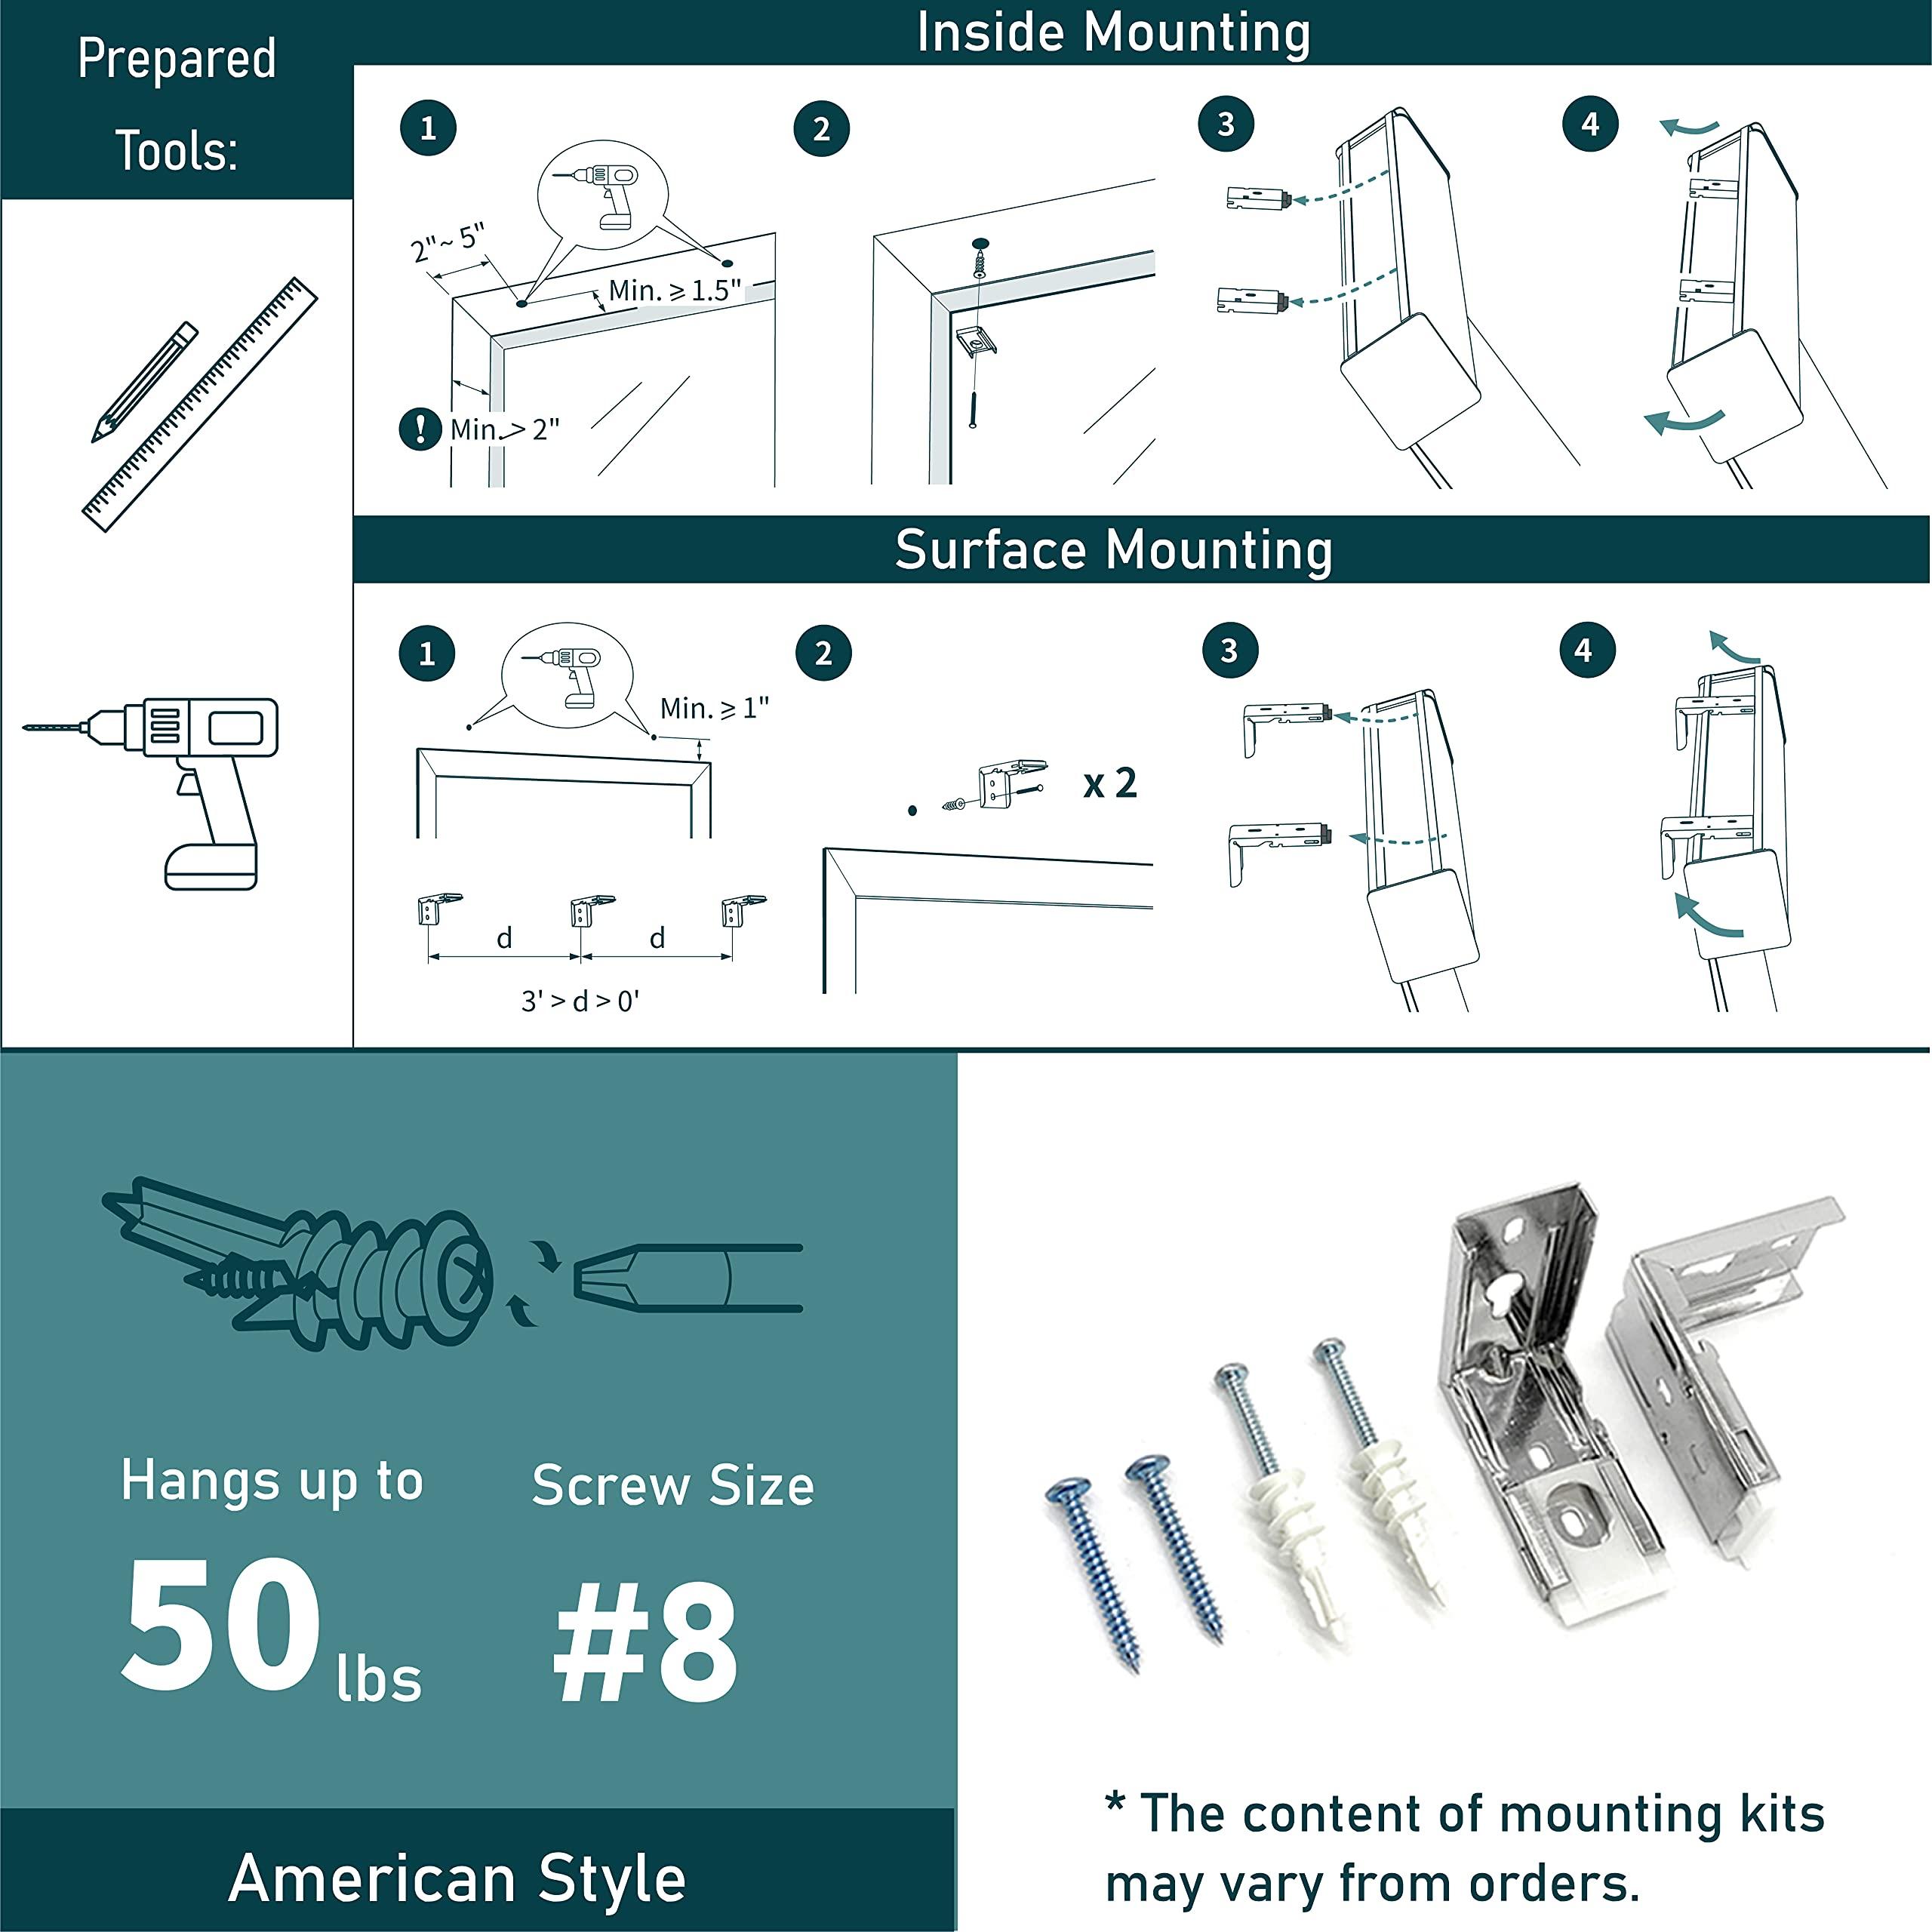 Prepared
Tools:
Inside Mounting
1
2
3
4
2"~ 5"
Min. ≥ 1.5"
! Min. > 2"
Surface Mounting
1
2
3
4
Min. ≥ 1"
x 2
d
d
3' > d > 0'
Hangs up to
50 lbs
Screw Size
#8
American Style
* The content of mounting kits
may vary from orders.